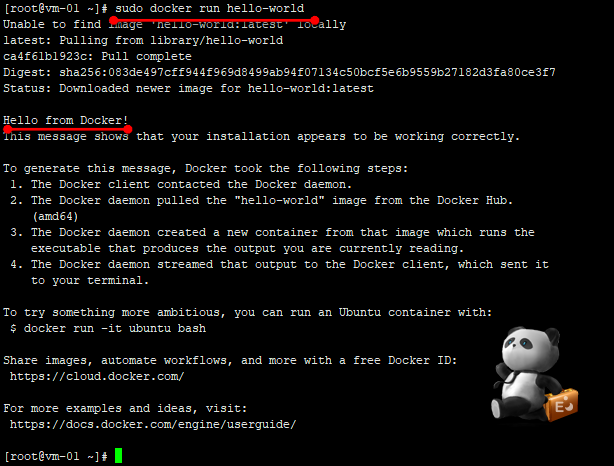 [root@vm-01 ~]# sudo docker run hello-world
Unable to find image 'hello-world:latest' locally
latest: Pulling from library/hello-world
ca4f61b1923c: Pull complete
Digest: sha256:083de497cff944f969d8499ab94f07134c50bcf5e6b9559b27182d3fa80ce3f7
Status: Downloaded newer image for hello-world:latest
Hello from Docker!
This message shows that your installation appears to be working correctly.
To generate this message, Docker took the following steps:
1. The Docker client contacted the Docker daemon.
2. The Docker daemon pulled the "hello-world" image from the Docker Hub.
(amd64)
3. The Docker daemon created a new container from that image which runs the
executable that produces the output you are currently reading.
4. The Docker daemon streamed that output to the Docker client, which sent it
to your terminal.
To try something more ambitious, you can run an Ubuntu container with:
$ docker run -it ubuntu bash
Share images, automate workflows, and more with a free Docker ID:
https://cloud.docker.com/
For more examples and ideas, visit:
https://docs.docker.com/engine/userguide/
[root@vm-01 ~]#